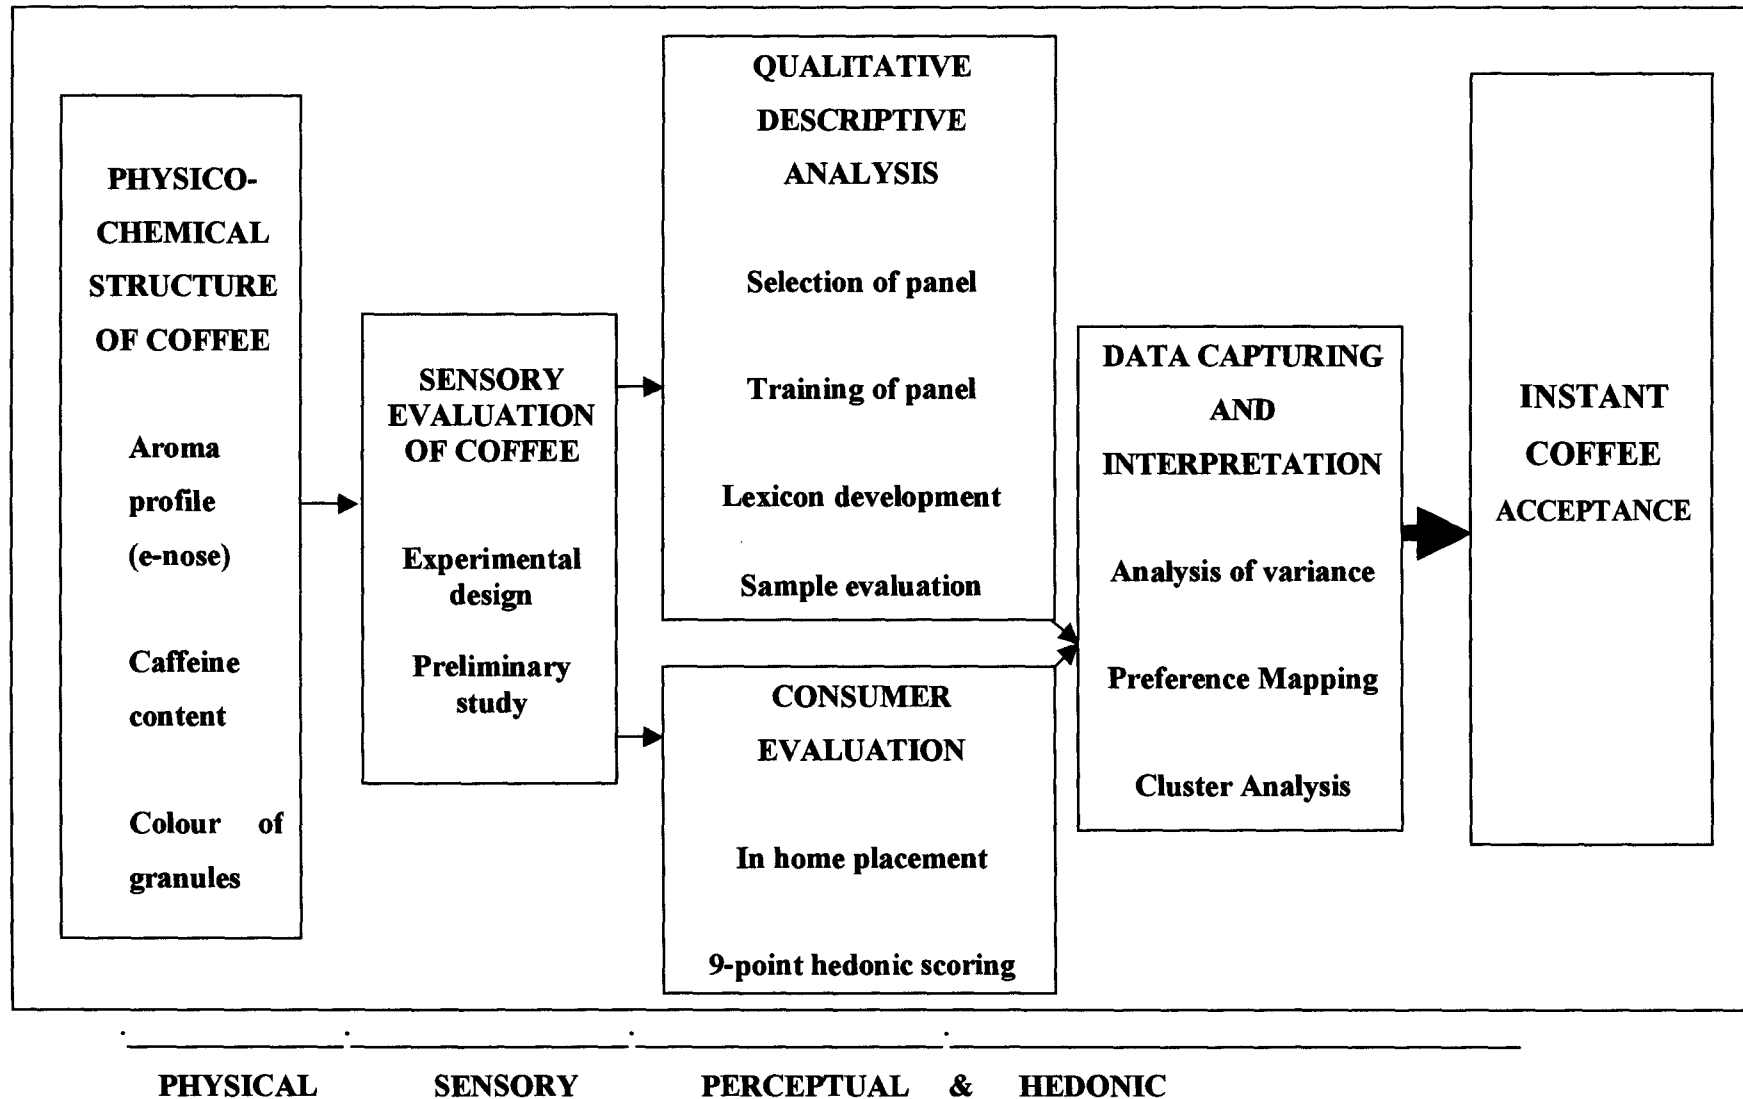 PHYSICO-
CHEMICAL
STRUCTURE
OF COFFEE
Aroma
profile
(e-nose)
Caffeine
content
Colour of
granules
SENSORY
EVALUATION
OF COFFEE
Experimental
design
Preliminary
study
QUALITATIVE
DESCRIPTIVE
ANALYSIS
Selection of panel
Training of panel
Lexicon development
Sample evaluation
CONSUMER
EVALUATION
In home placement
9-point hedonic scoring
DATA CAPTURING
AND
INTERPRETATION
Analysis of variance
Preference Mapping
Cluster Analysis
INSTANT
COFFEE
ACCEPTANCE
PHYSICAL SENSORY PERCEPTUAL & HEDONIC